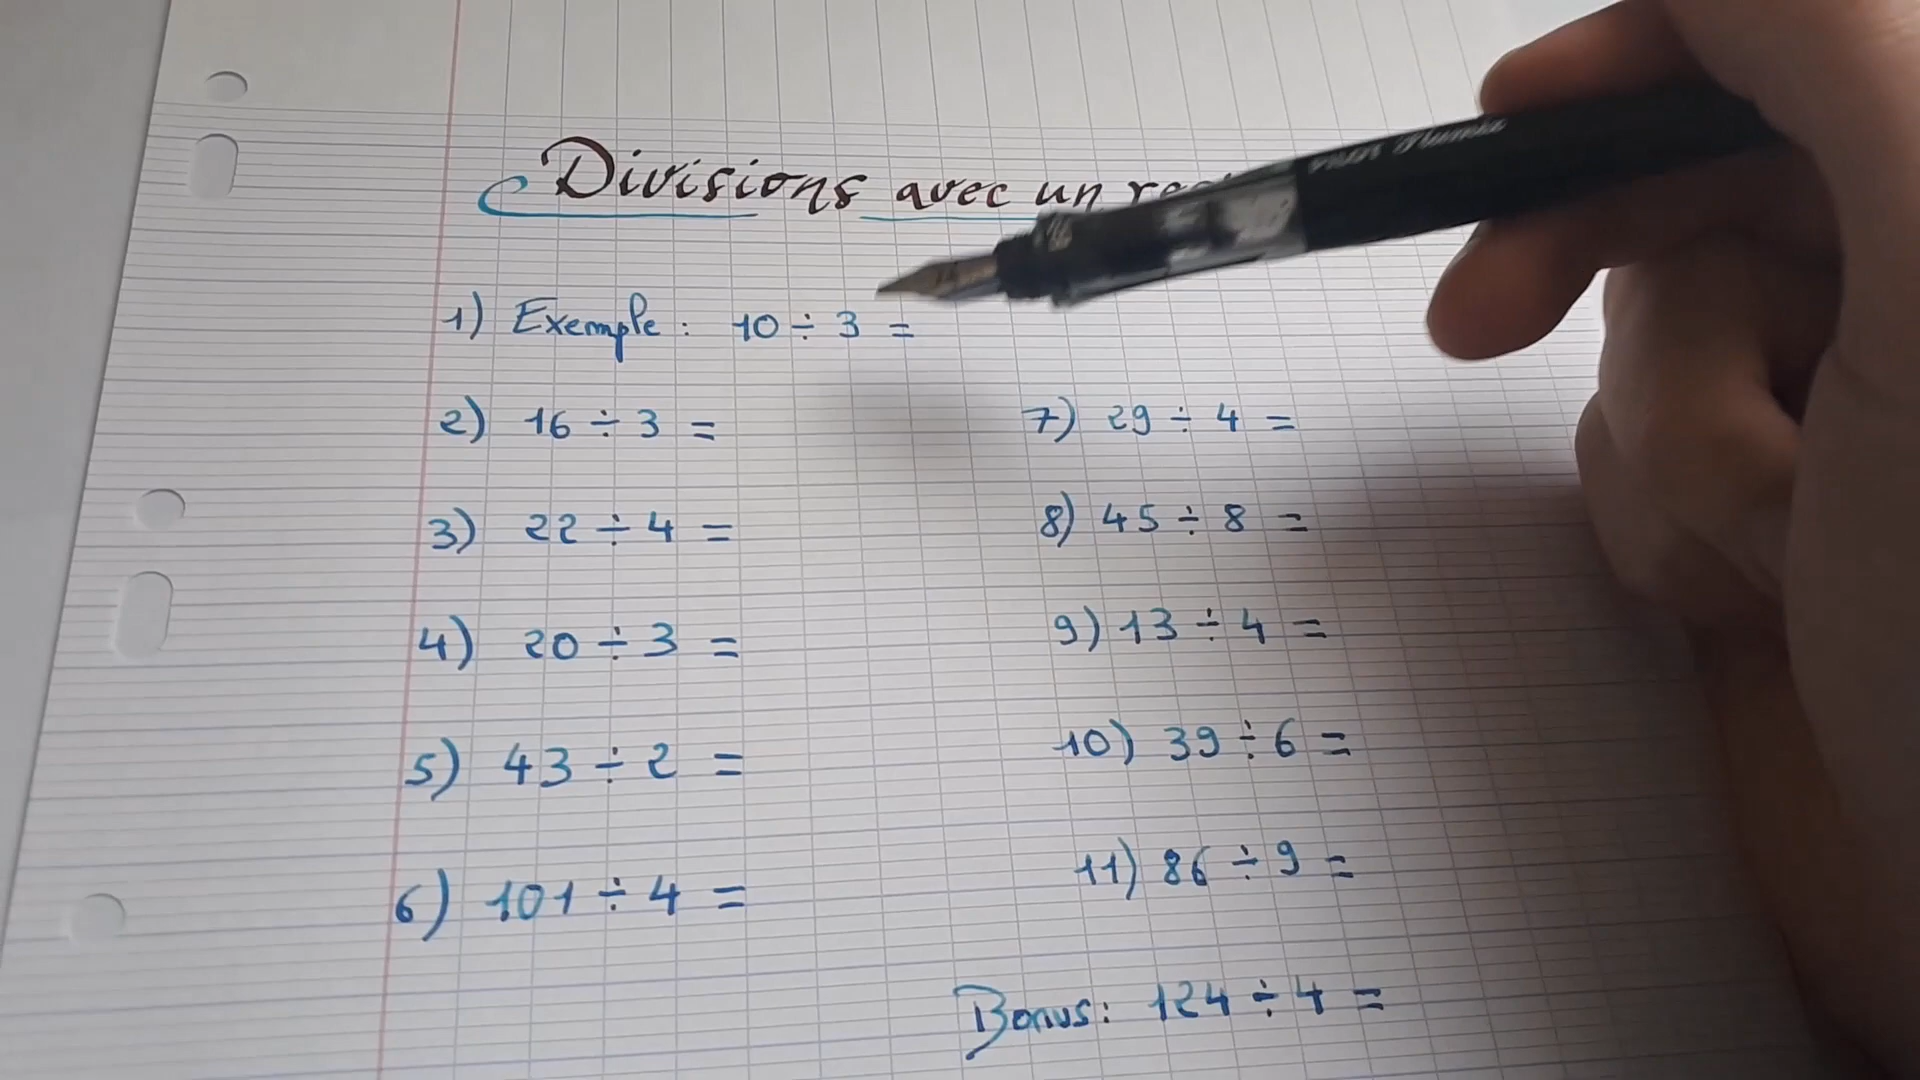 Divisions avec un
PILOT Plumix
1) Exemple : 10 ÷ 3 =
2) 16 ÷ 3 =
3) 22 ÷ 4 =
4) 20 ÷ 3 =
5) 43 ÷ 2 =
6) 101 ÷ 4 =
7) 29 ÷ 4 =
8) 45 ÷ 8 =
9) 13 ÷ 4 =
10) 39 ÷ 6 =
11) 86 ÷ 9 =
Bonus : 124 ÷ 4 =